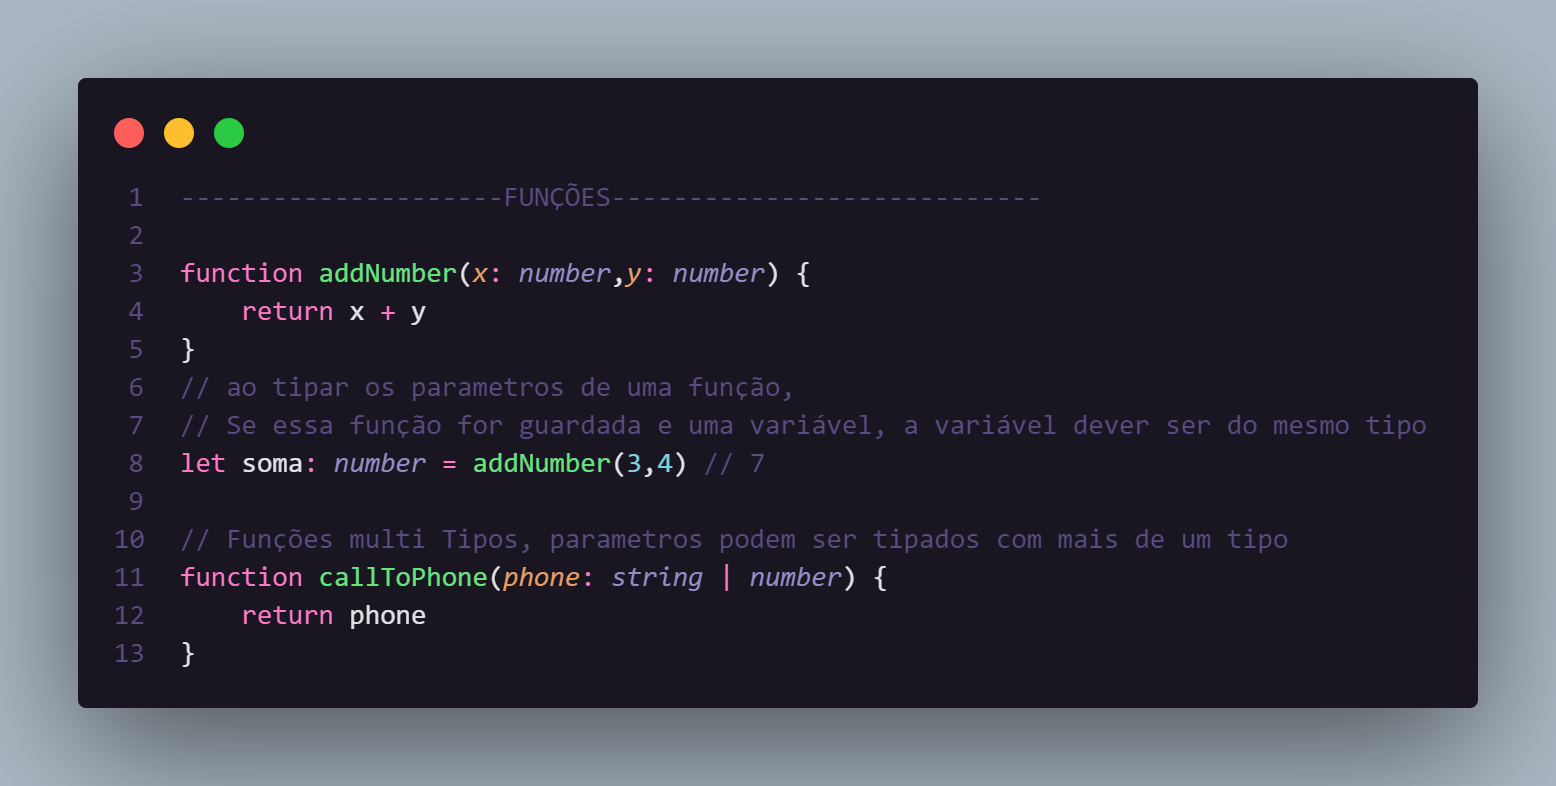 1 ---------------------FUNÇÕES----------------------------
2
3 function addNumber(x: number,y: number) {
4     return x + y
5 }
6 // ao tipar os parametros de uma função,
7 // Se essa função for guardada e uma variável, a variável dever ser do mesmo tipo
8 let soma: number = addNumber(3,4) // 7
9
10 // Funções multi Tipos, parametros podem ser tipados com mais de um tipo
11 function callToPhone(phone: string | number) {
12     return phone
13 }